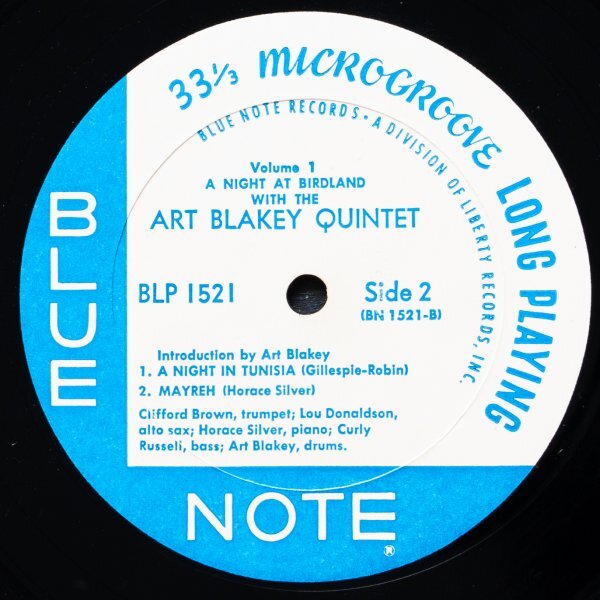 33⅓ MICROGROOVE LONG PLAYING
BLUE NOTE RECORDS • A DIVISION OF LIBERTY RECORDS, INC.
Volume 1
A NIGHT AT BIRDLAND
WITH THE
ART BLAKEY QUINTET
BLP 1521
Side 2
(BN 1521-B)
Introduction by Art Blakey
1. A NIGHT IN TUNISIA (Gillespie-Robin)
2. MAYREH (Horace Silver)
Clifford Brown, trumpet; Lou Donaldson,
alto sax; Horace Silver, piano; Curly
Russell, bass; Art Blakey, drums.
BLUE
NOTE
®